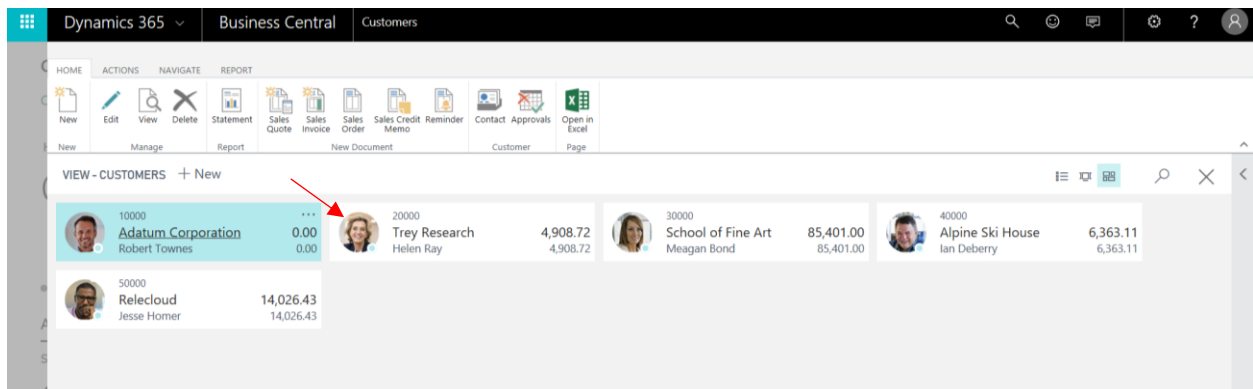 Dynamics 365 Business Central Customers ?
HOME ACTIONS NAVIGATE REPORT
New Edit View Delete Statement Sales Quote Sales Invoice Sales Order Sales Credit Memo Reminder Contact Approvals Open in Excel
New Manage Report New Document Customer Page
VIEW - CUSTOMERS + New
10000 ...
Adatum Corporation 0.00
Robert Townes 0.00
20000
Trey Research 4,908.72
Helen Ray 4,908.72
30000
School of Fine Art 85,401.00
Meagan Bond 85,401.00
40000
Alpine Ski House 6,363.11
Ian Deberry 6,363.11
50000
Relecloud 14,026.43
Jesse Homer 14,026.43